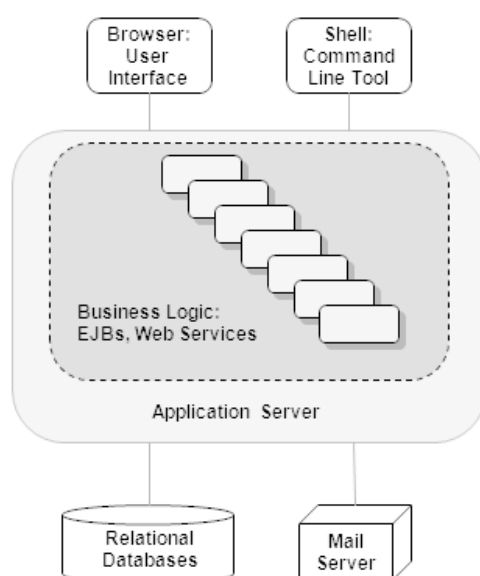 Browser:
User
Interface
Shell:
Command
Line Tool
Business Logic:
EJBs, Web Services
Application Server
Relational
Databases
Mail
Server